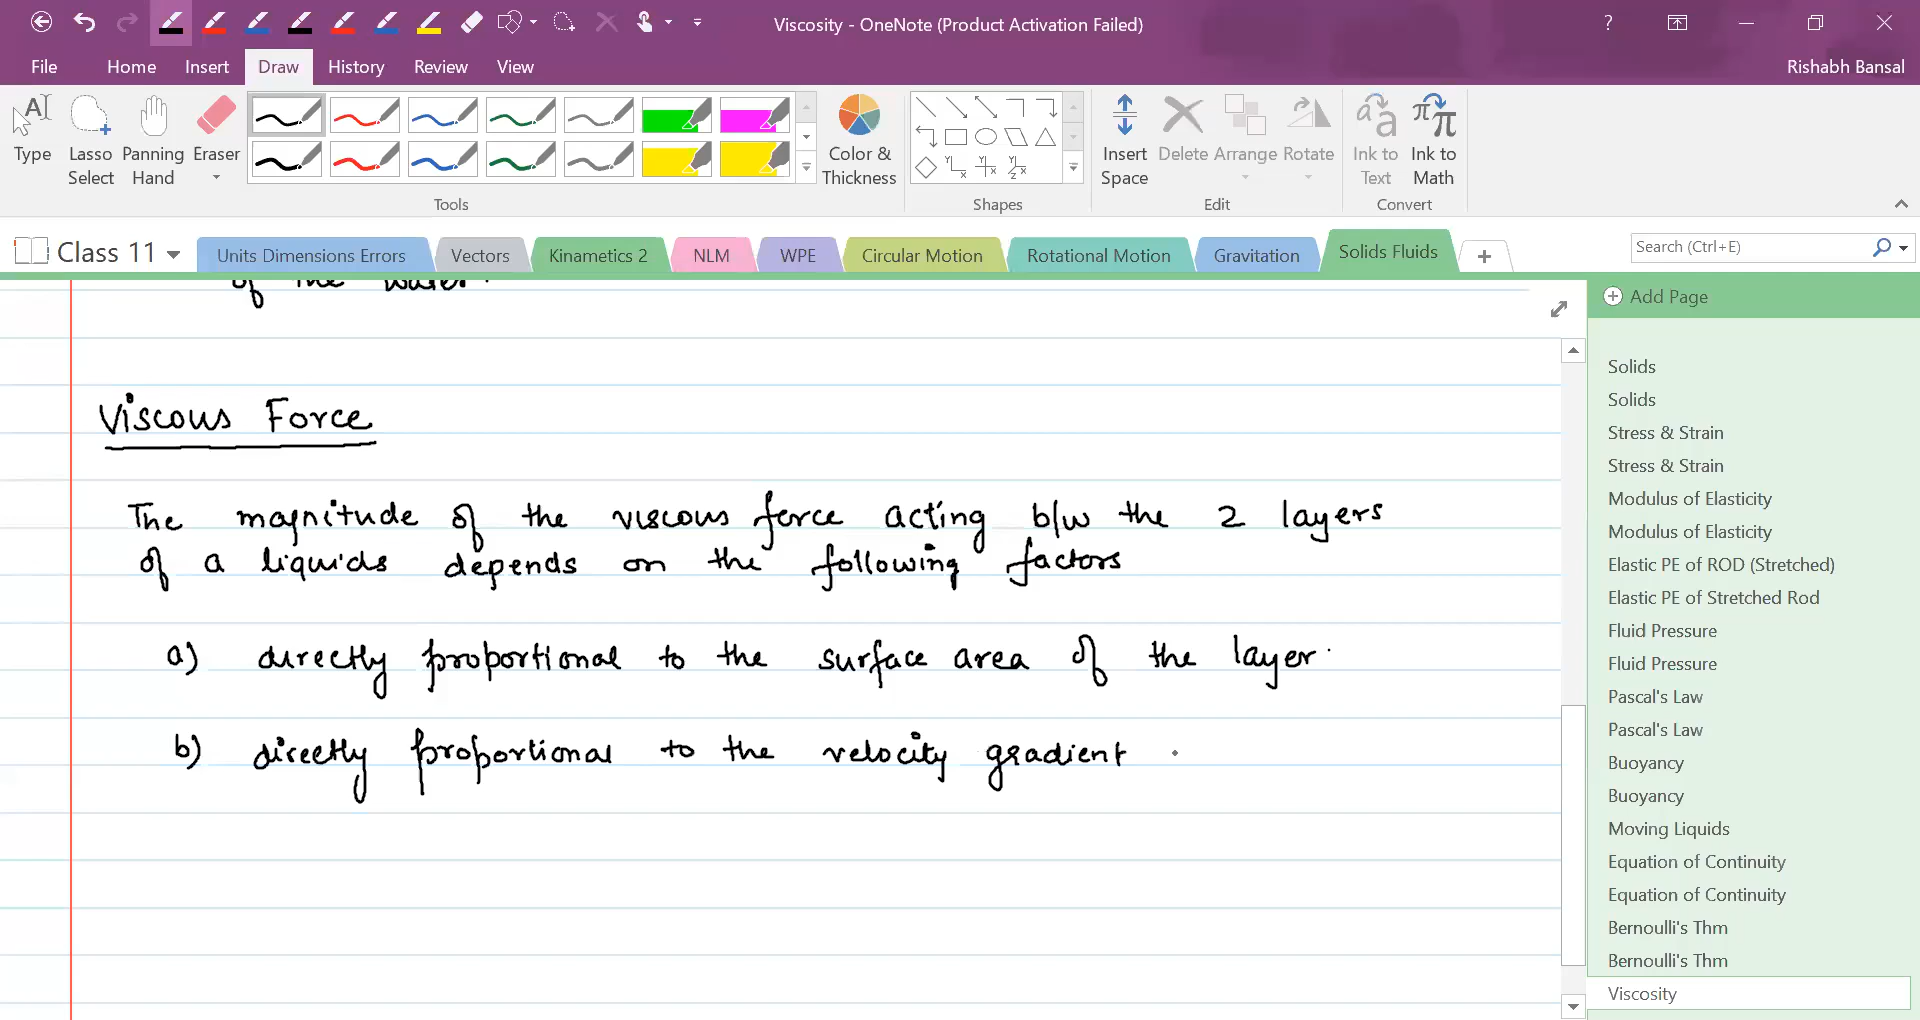 Viscosity - OneNote (Product Activation Failed)
?
File Home Insert Draw History Review View
Rishabh Bansal
Type
Lasso Select
Panning Hand
Eraser
Color & Thickness
Insert Space
Delete
Arrange
Rotate
Ink to Text
Ink to Math
Tools
Shapes
Edit
Convert
Class 11
Units Dimensions Errors
Vectors
Kinametics 2
NLM
WPE
Circular Motion
Rotational Motion
Gravitation
Solids Fluids
Search (Ctrl+E)
of the water.
Viscous Force
The magnitude of the viscous force acting b/w the 2 layers
of a liquids depends on the following factors
a) directly proportional to the surface area of the layer.
b) directly proportional to the velocity gradient
Add Page
Solids
Solids
Stress & Strain
Stress & Strain
Modulus of Elasticity
Modulus of Elasticity
Elastic PE of ROD (Stretched)
Elastic PE of Stretched Rod
Fluid Pressure
Fluid Pressure
Pascal's Law
Pascal's Law
Buoyancy
Buoyancy
Moving Liquids
Equation of Continuity
Equation of Continuity
Bernoulli's Thm
Bernoulli's Thm
Viscosity